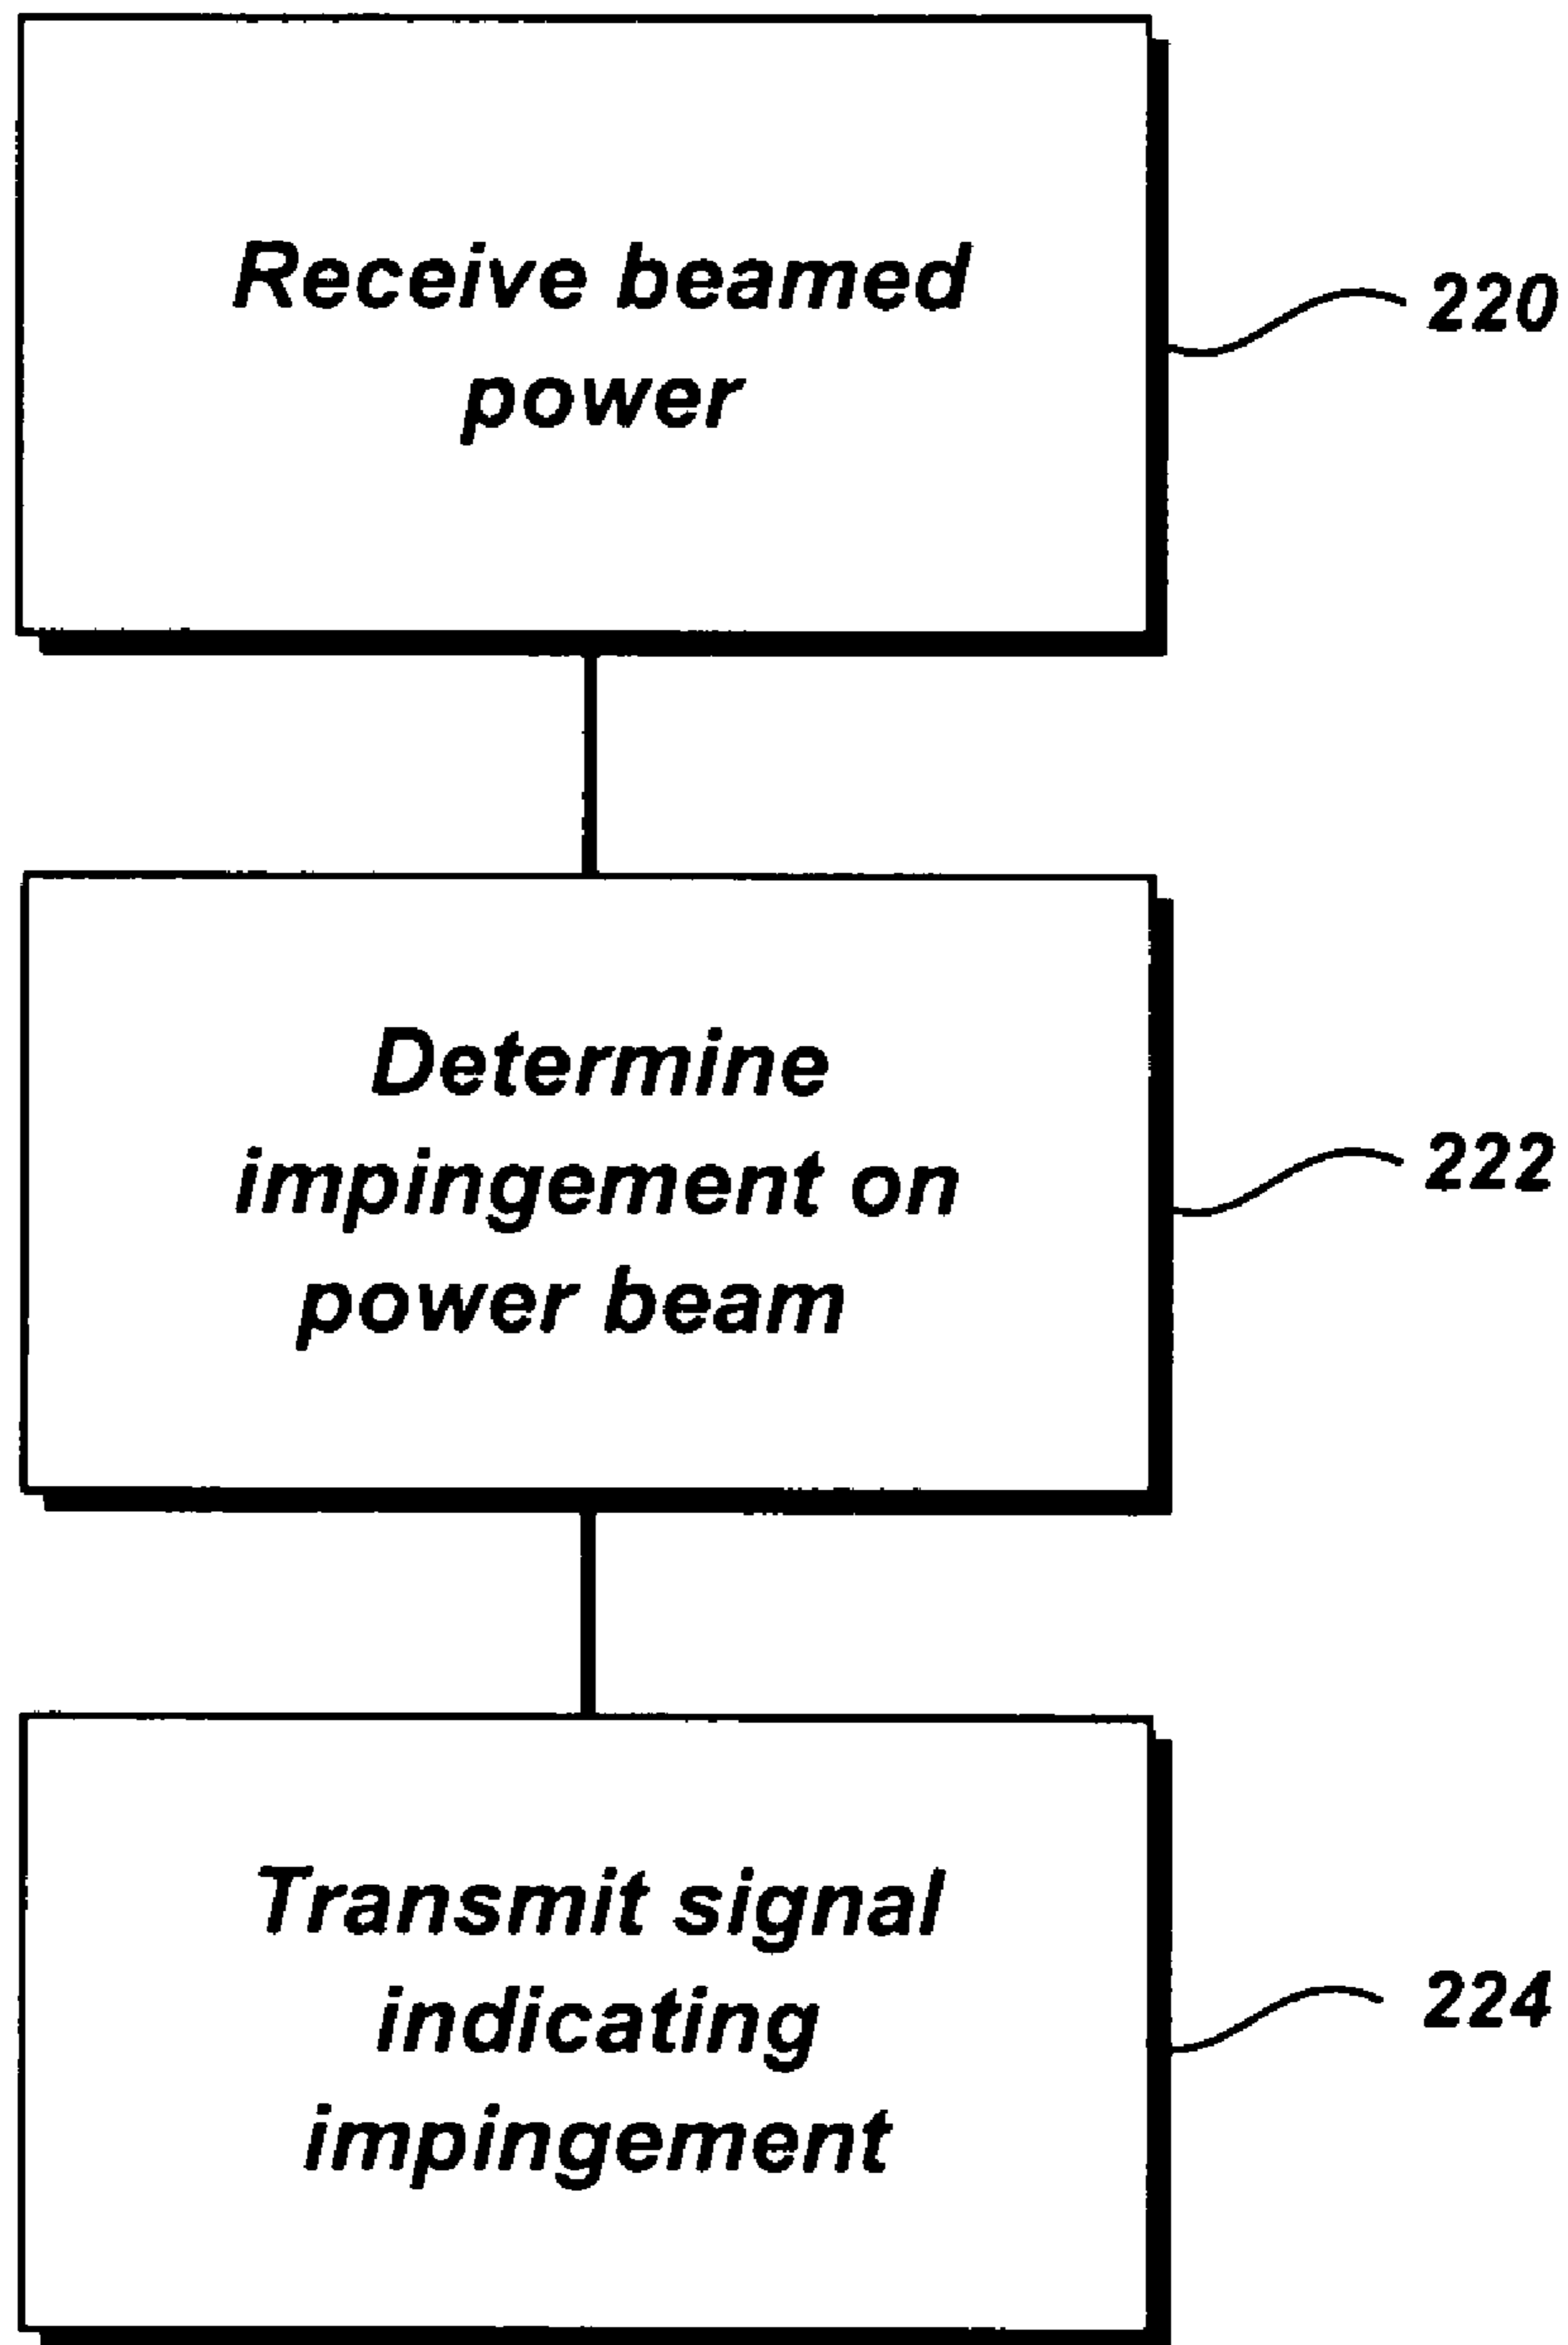 Receive beamed
power
220
Determine
impingement on
power beam
222
Transmit signal
indicating
impingement
224